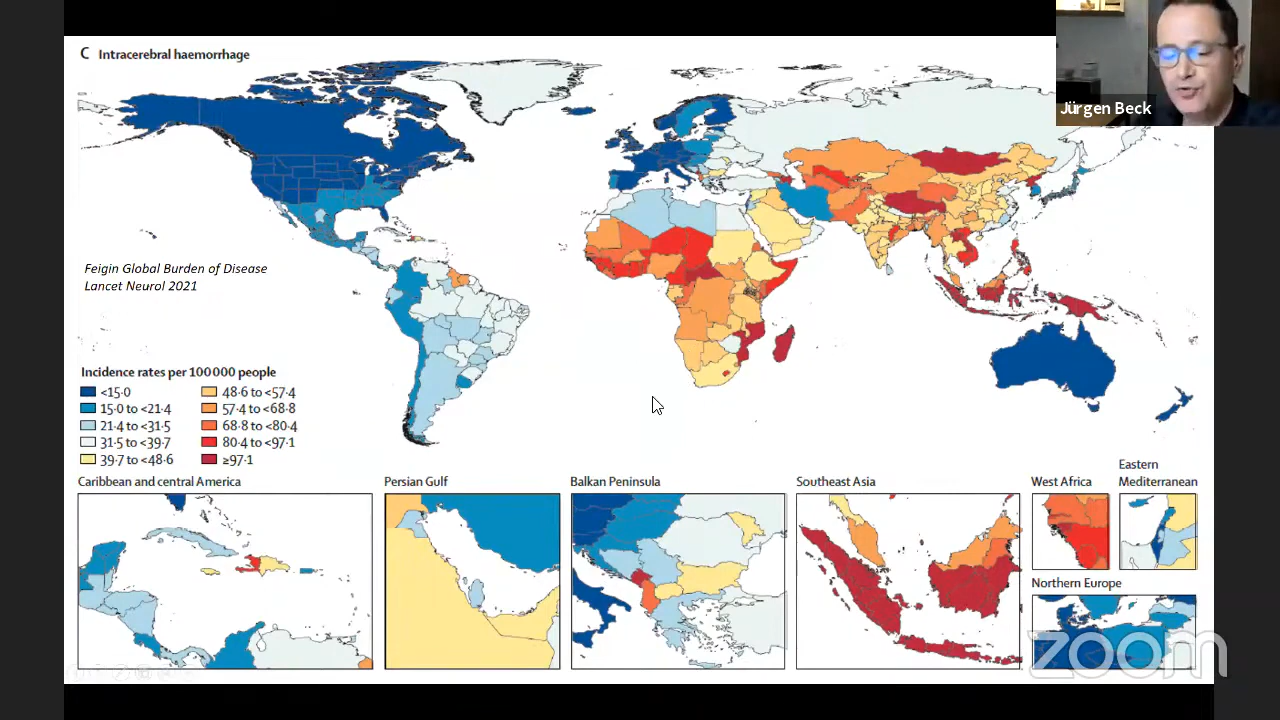 C Intracerebral haemorrhage
Jürgen Beck
Feigin Global Burden of Disease
Lancet Neurol 2021
Incidence rates per 100 000 people
<15·0
15·0 to <21·4
21·4 to <31·5
31·5 to <39·7
39·7 to <48·6
48·6 to <57·4
57·4 to <68·8
68·8 to <80·4
80·4 to <97·1
≥97·1
Caribbean and central America
Persian Gulf
Balkan Peninsula
Southeast Asia
West Africa
Eastern
Mediterranean
Northern Europe
zoom